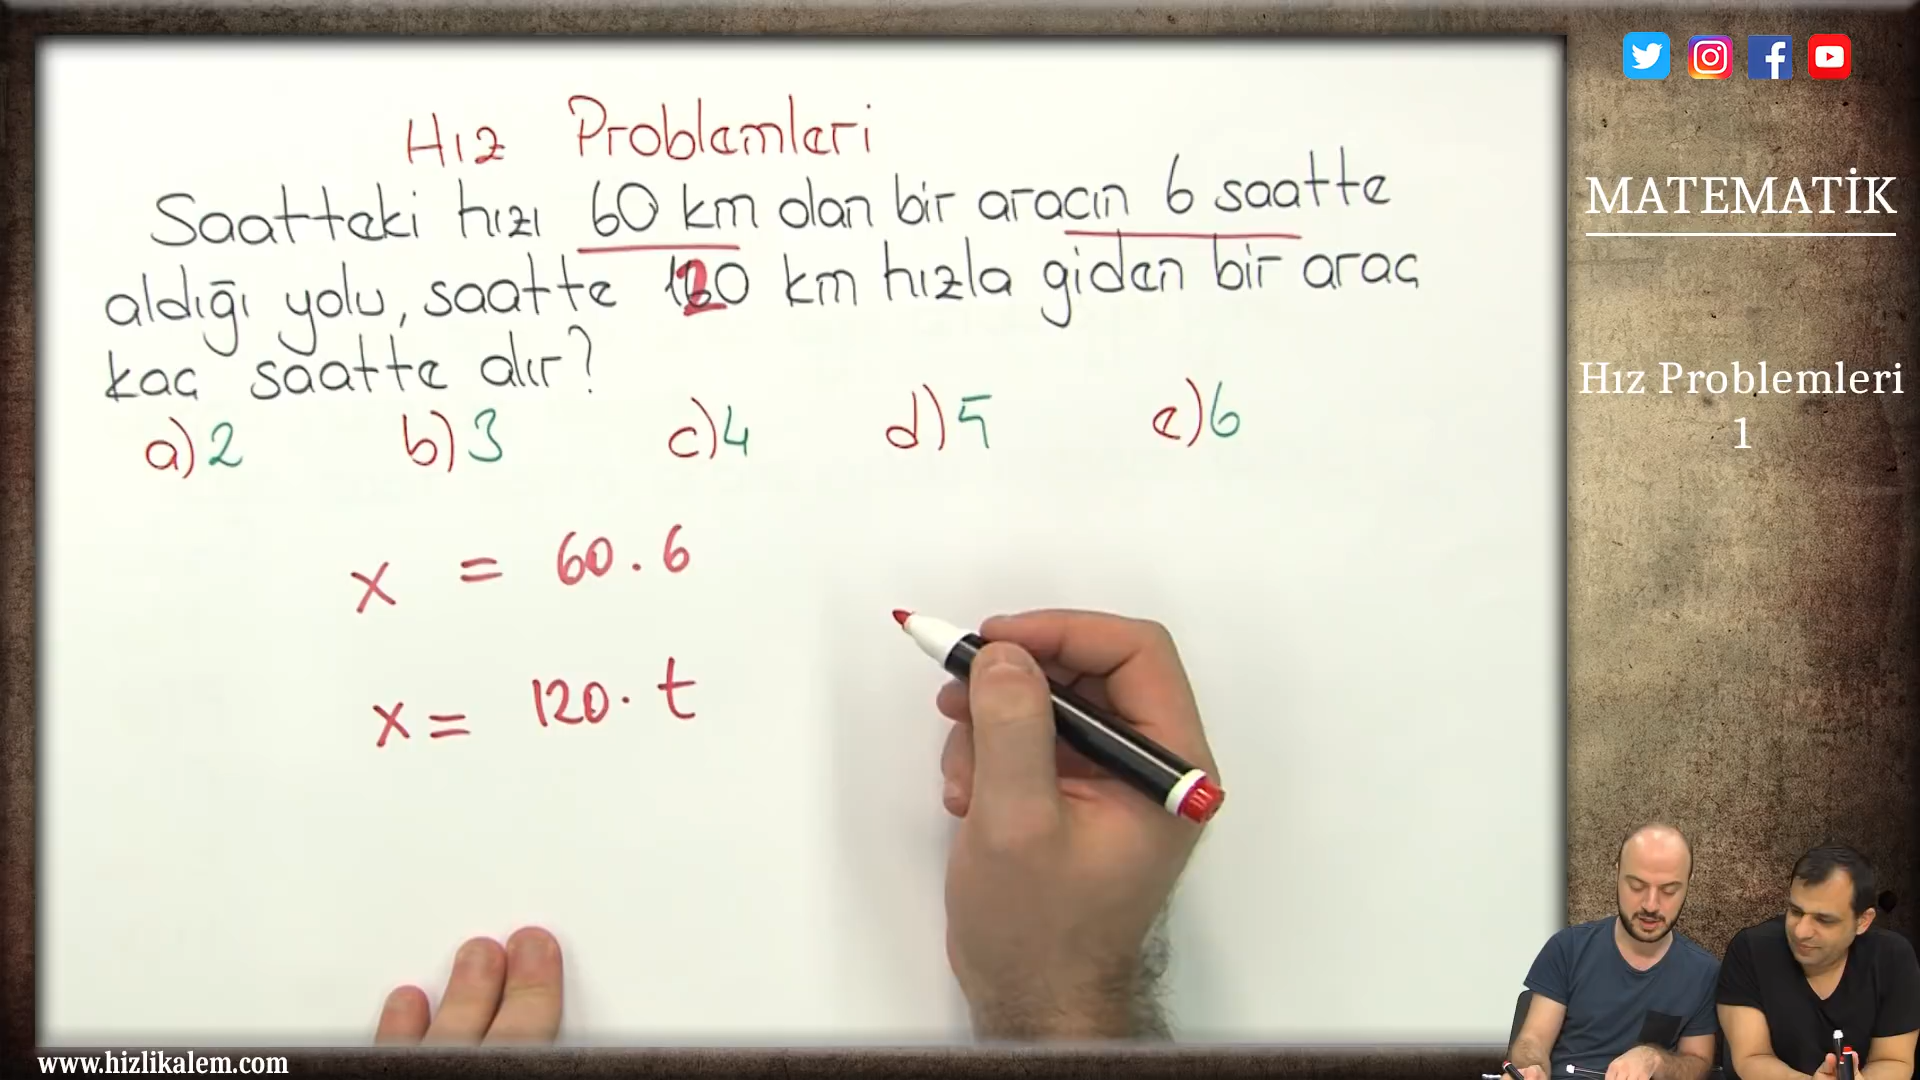 Hız Problemleri
Saatteki hızı 60 km olan bir aracın 6 saatte
aldığı yolu, saatte 120 km hızla giden bir araç
kaç saatte alır?
a) 2 b) 3 c) 4 d) 5 e) 6
x = 60 . 6
x = 120 . t
MATEMATİK
Hız Problemleri
1
www.hizlikalem.com